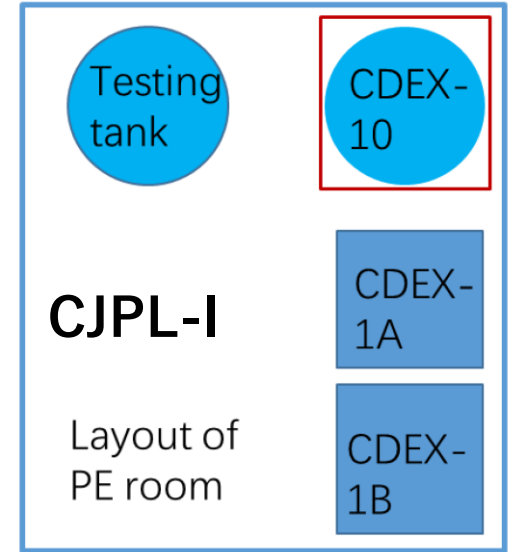 Testing
tank
CDEX-
10
CJPL-I
CDEX-
1A
Layout of
PE room
CDEX-
1B